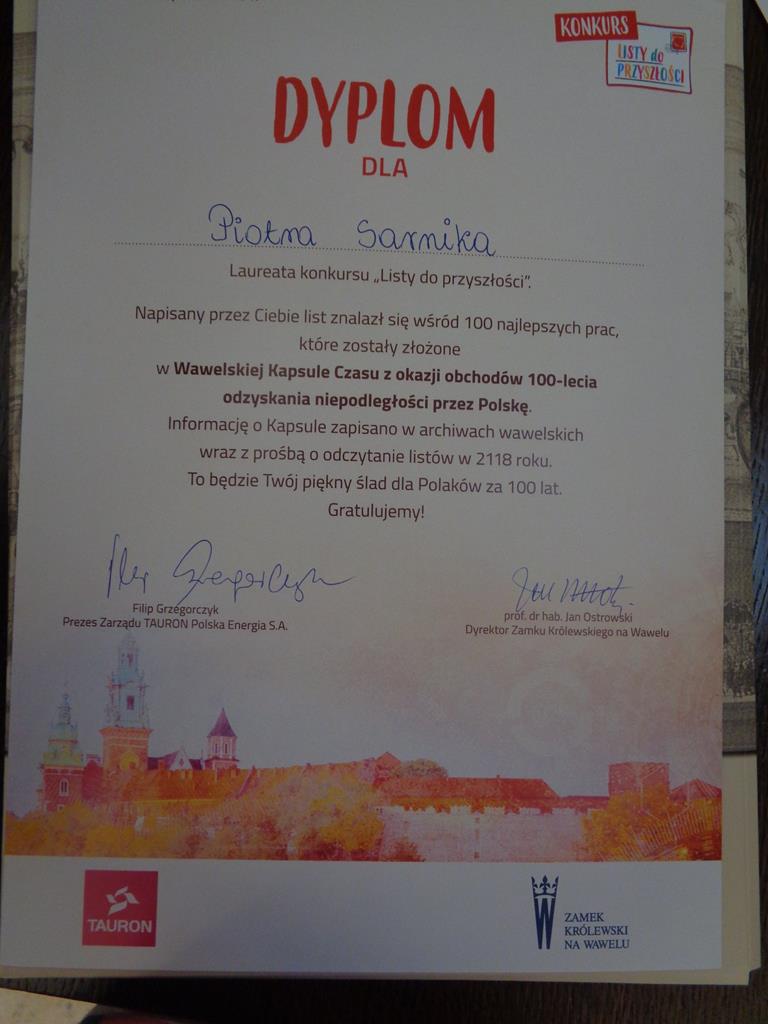 KONKURS
LISTY do
PRZYSZŁOŚCI
DYPLOM
DLA
Piotra Sarnika
Laureata konkursu „Listy do przyszłości”.
Napisany przez Ciebie list znalazł się wśród 100 najlepszych prac,
które zostały złożone
w Wawelskiej Kapsule Czasu z okazji obchodów 100-lecia
odzyskania niepodległości przez Polskę.
Informację o Kapsule zapisano w archiwach wawelskich
wraz z prośbą o odczytanie listów w 2118 roku.
To będzie Twój piękny ślad dla Polaków za 100 lat.
Gratulujemy!
Filip Grzegorczyk
Prezes Zarządu TAURON Polska Energia S.A.
prof. dr hab. Jan Ostrowski
Dyrektor Zamku Królewskiego na Wawelu
TAURON
W
ZAMEK
KRÓLEWSKI
NA WAWELU